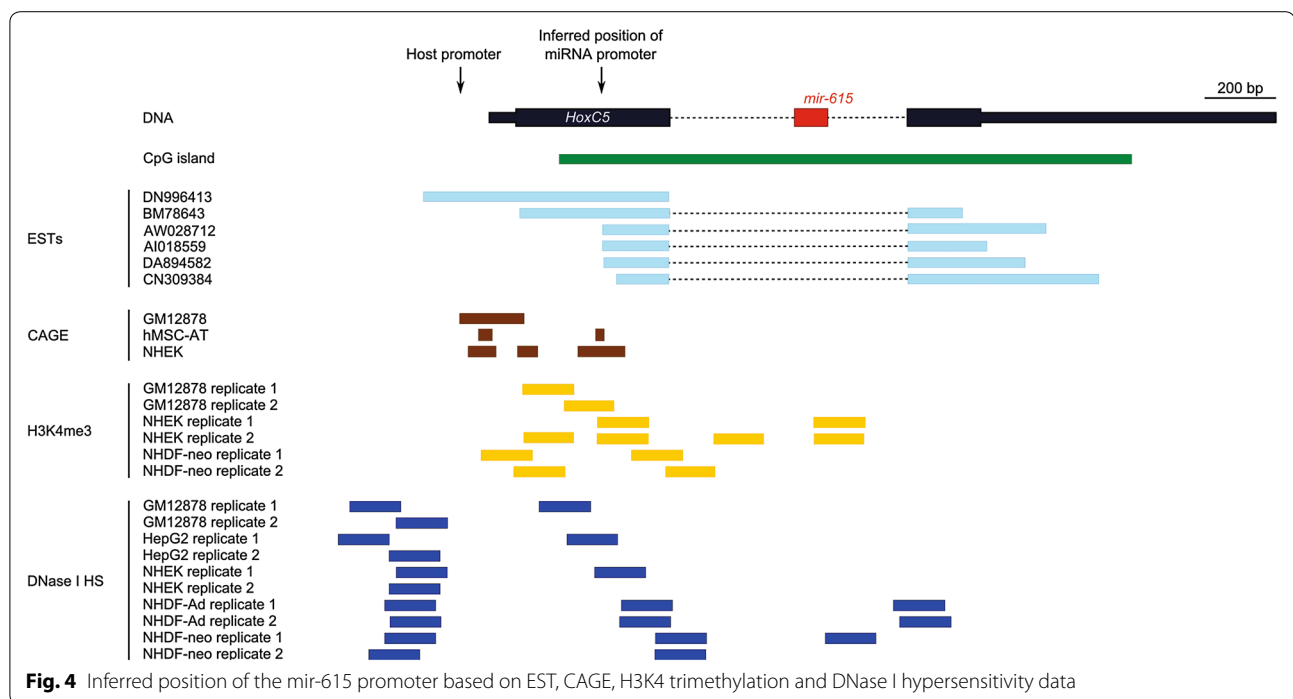 Host promoter
Inferred position of
miRNA promoter
200 bp
DNA
HoxC5
mir-615
CpG island
ESTs
DN996413
BM78643
AW028712
AI018559
DA894582
CN309384
CAGE
GM12878
hMSC-AT
NHEK
H3K4me3
GM12878 replicate 1
GM12878 replicate 2
NHEK replicate 1
NHEK replicate 2
NHDF-neo replicate 1
NHDF-neo replicate 2
DNase I HS
GM12878 replicate 1
GM12878 replicate 2
HepG2 replicate 1
HepG2 replicate 2
NHEK replicate 1
NHEK replicate 2
NHDF-Ad replicate 1
NHDF-Ad replicate 2
NHDF-neo replicate 1
NHDF-neo replicate 2
Fig. 4 Inferred position of the mir-615 promoter based on EST, CAGE, H3K4 trimethylation and DNase I hypersensitivity data